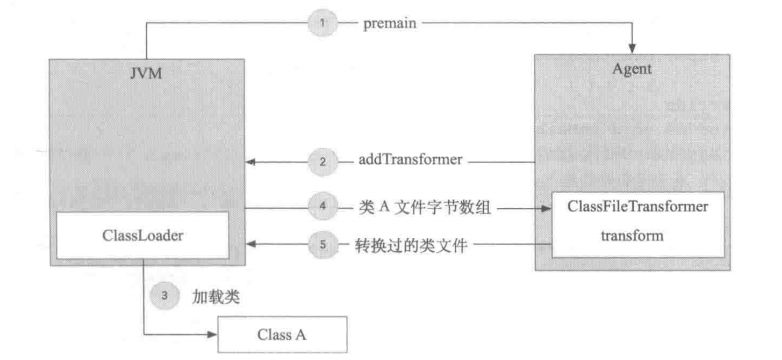 1 premain
JVM
Agent
2 addTransformer
4 类 A 文件字节数组
ClassFileTransformer
transform
ClassLoader
5 转换过的类文件
3 加载类
Class A